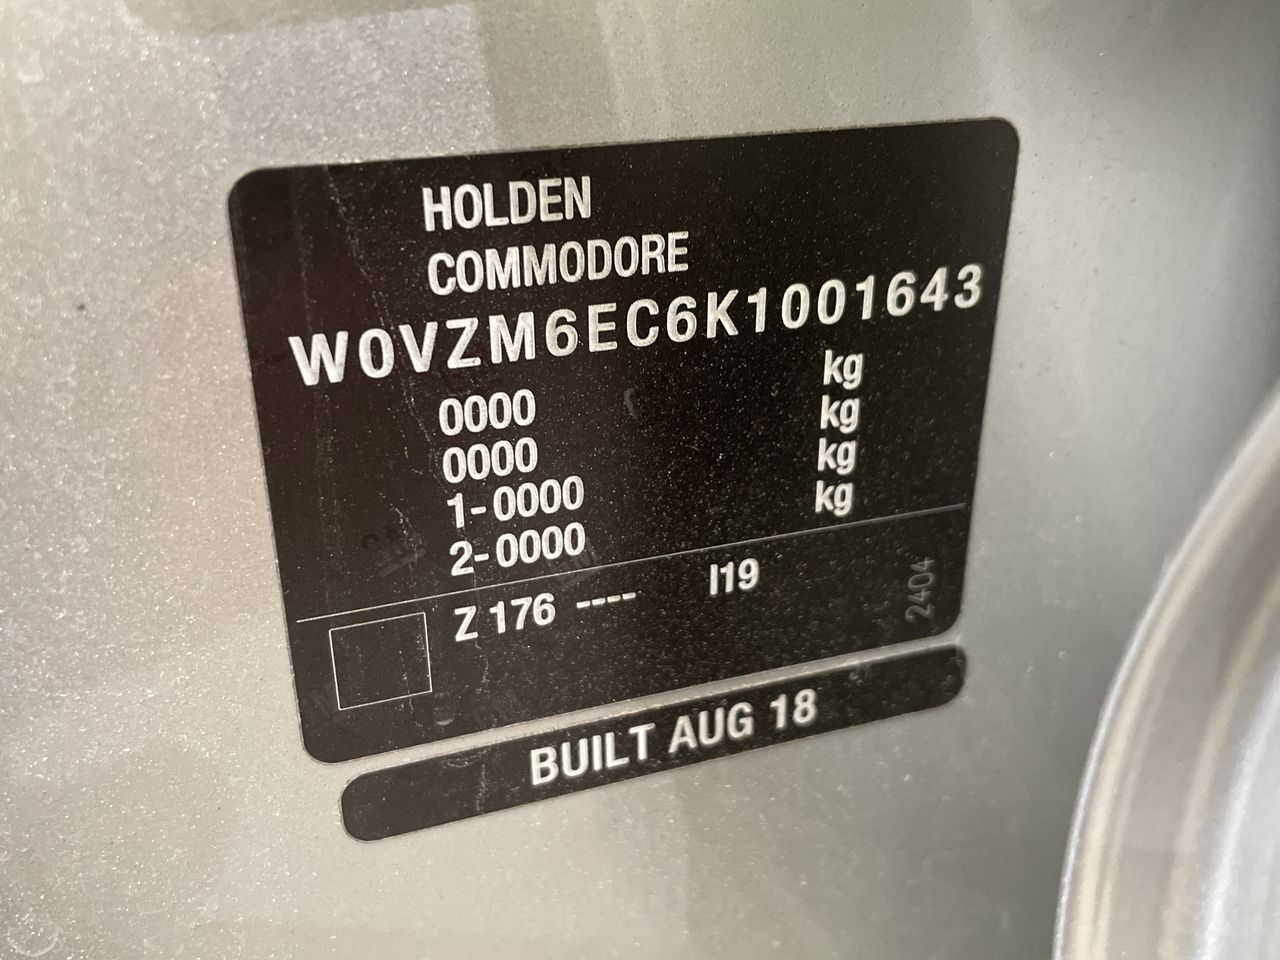 HOLDEN
COMMODORE
W0VZM6EC6K1001643
0000 kg
0000 kg
1-0000 kg
2-0000 kg
Z 176 ---- I19
2404
BUILT AUG 18